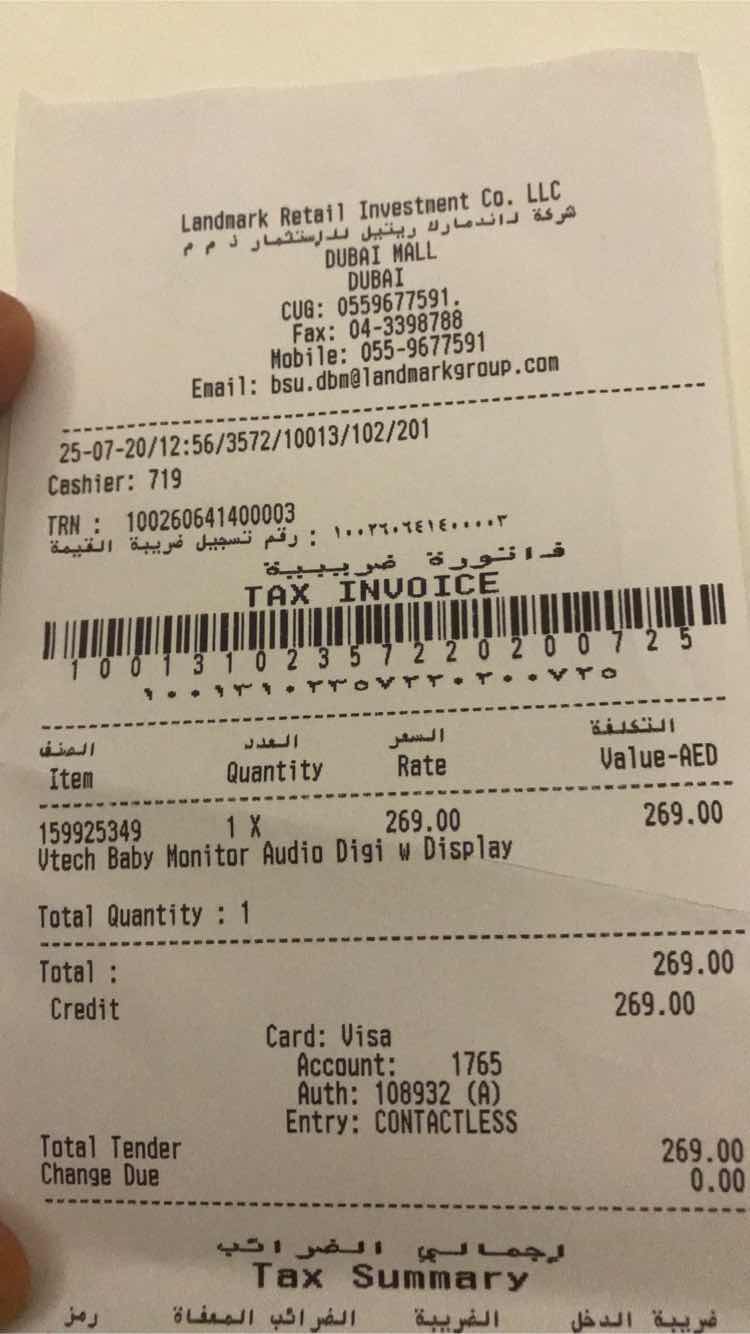 Landmark Retail Investment Co. LLC
شركة لاندمارك ريتيل للإستثمار ذ م م
DUBAI MALL
DUBAI
CUG: 0559677591.
Fax: 04-3398788
Mobile: 055-9677591
Email: bsu.dbm@landmarkgroup.com
25-07-20/12:56/3572/10013/102/201
Cashier: 719
TRN : 100260641400003
رقم تسجيل ضريبة القيمة : ١٠٠٢٦٠٦٤١٤٠٠٠٠٣
فاتورة ضريبية
TAX INVOICE
10013102357220200725
١٠٠١٣١٠٢٣٥٧٢٢٠٢٠٠٧٢٥
الصنف العدد السعر التكلفة
Item Quantity Rate Value-AED
159925349 1 X 269.00 269.00
Vtech Baby Monitor Audio Digi w Display
Total Quantity : 1
Total : 269.00
Credit 269.00
Card: Visa
Account: 1765
Auth: 108932 (A)
Entry: CONTACTLESS
Total Tender 269.00
Change Due 0.00
إجمالي الضرائب
Tax Summary
رمز الضرائب المعفاة الضريبة ضريبة الدخل